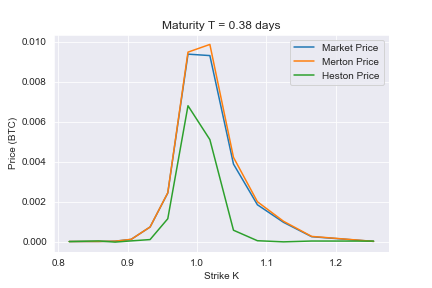 Maturity T = 0.38 days
Market Price
Merton Price
Heston Price
Price (BTC)
0.010
0.008
0.006
0.004
0.002
0.000
0.8 0.9 1.0 1.1 1.2
Strike K